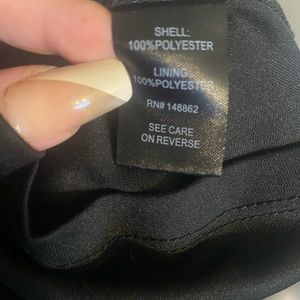 SHELL:
100%POLYESTER
LINING:
100%POLYESTER
RN# 148862
SEE CARE
ON REVERSE